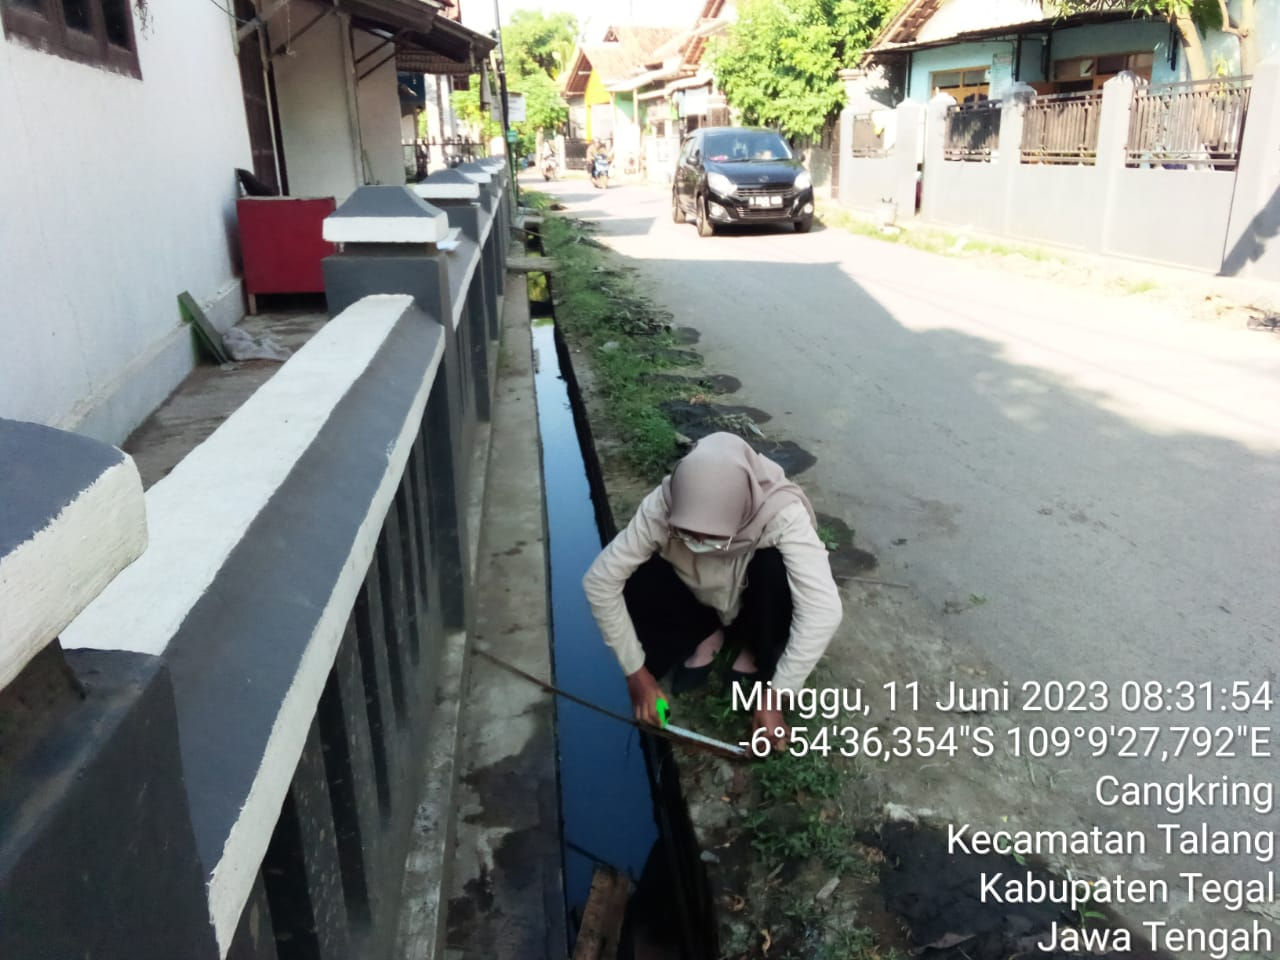 Minggu, 11 Juni 2023 08:31:54
-6°54'36,354"S 109°9'27,792"E
Cangkring
Kecamatan Talang
Kabupaten Tegal
Jawa Tengah